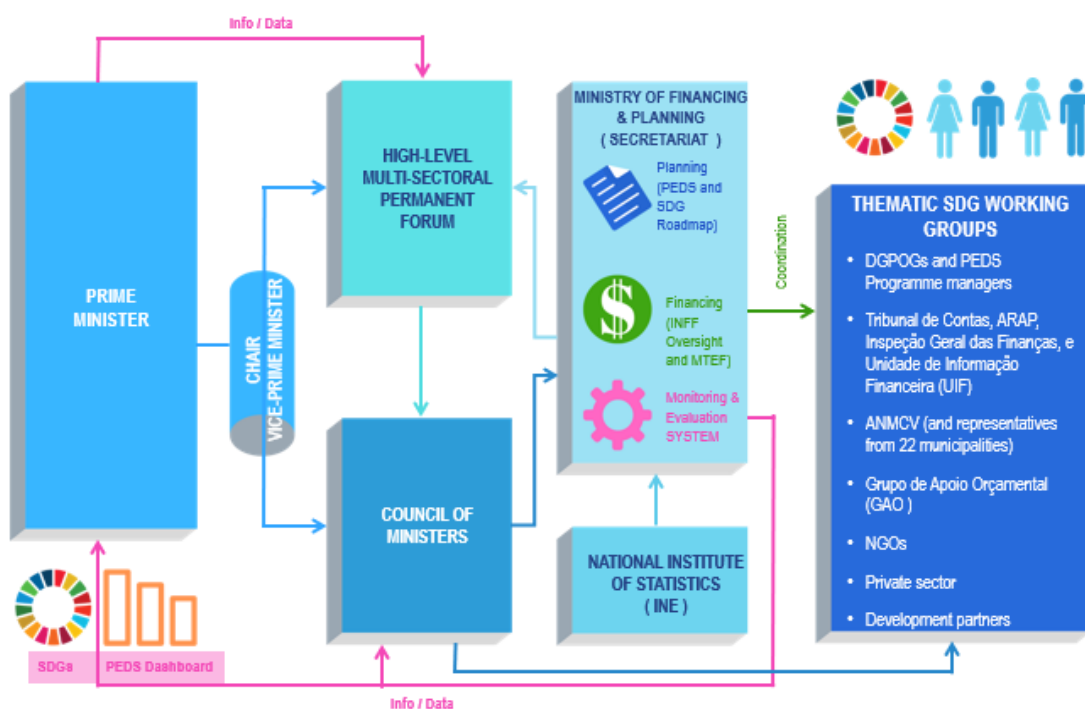 Info / Data
PRIME
MINISTER
CHAIR
VICE-PRIME MINISTER
HIGH-LEVEL
MULTI-SECTORAL
PERMANENT
FORUM
COUNCIL OF
MINISTERS
MINISTRY OF FINANCING
& PLANNING
( SECRETARIAT )
Planning
(PEDS and
SDG
Roadmap)
Financing
(INFF
Oversight
and MTEF)
Monitoring &
Evaluation
SYSTEM
NATIONAL INSTITUTE
OF STATISTICS
( INE )
Coordination
THEMATIC SDG WORKING
GROUPS
• DGPOGs and PEDS
Programme managers
• Tribunal de Contas, ARAP,
Inspeção Geral das Finanças, e
Unidade de Informação
Financeira (UIF)
• ANMCV (and representatives
from 22 municipalities)
• Grupo de Apoio Orçamental
(GAO )
• NGOs
• Private sector
• Development partners
SDGs
PEDS Dashboard
Info / Data